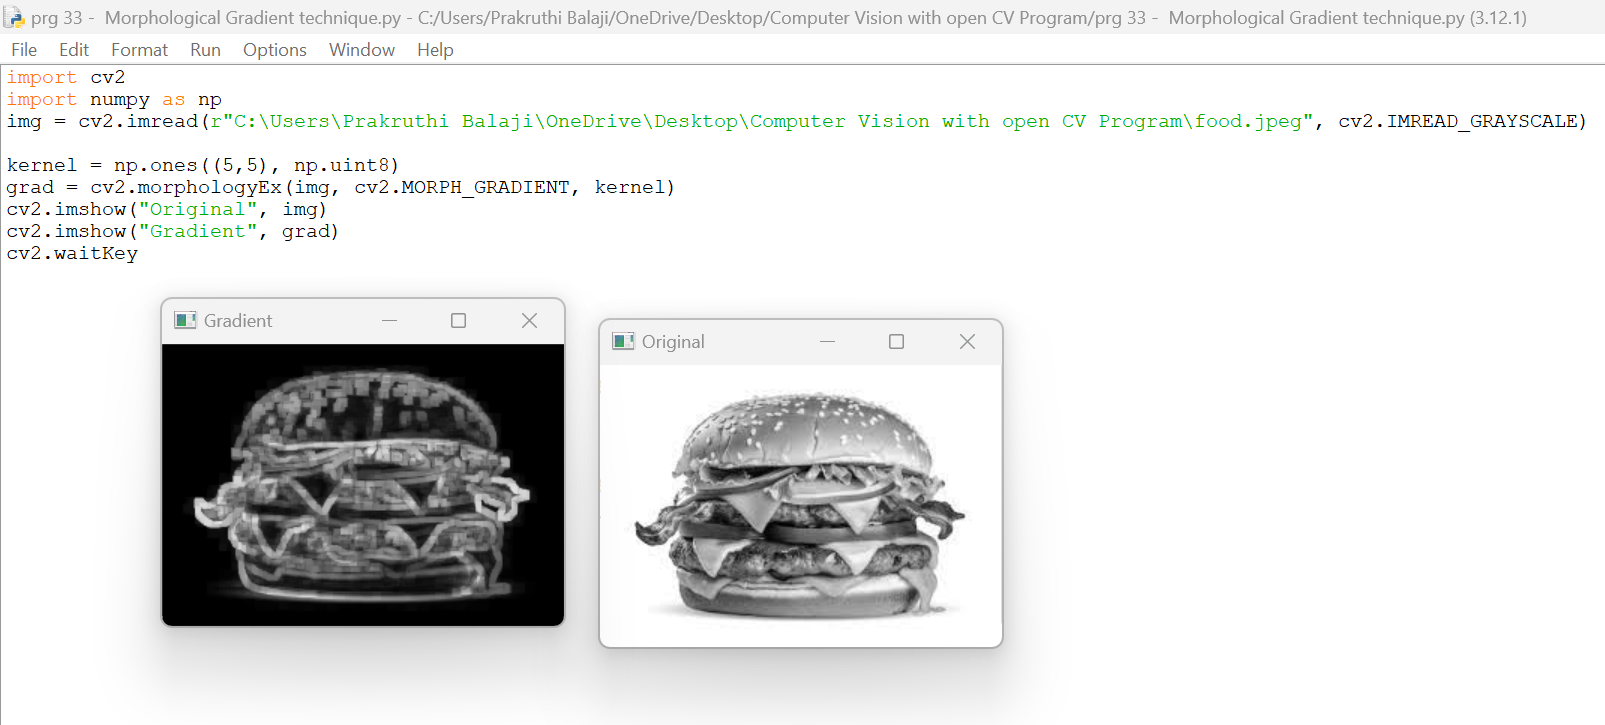 prg 33 -  Morphological Gradient technique.py - C:/Users/Prakruthi Balaji/OneDrive/Desktop/Computer Vision with open CV Program/prg 33 -  Morphological Gradient technique.py (3.12.1)
File Edit Format Run Options Window Help
import cv2
import numpy as np
img = cv2.imread(r"C:\Users\Prakruthi Balaji\OneDrive\Desktop\Computer Vision with open CV Program\food.jpeg", cv2.IMREAD_GRAYSCALE)
kernel = np.ones((5,5), np.uint8)
grad = cv2.morphologyEx(img, cv2.MORPH_GRADIENT, kernel)
cv2.imshow("Original", img)
cv2.imshow("Gradient", grad)
cv2.waitKey
Gradient
Original